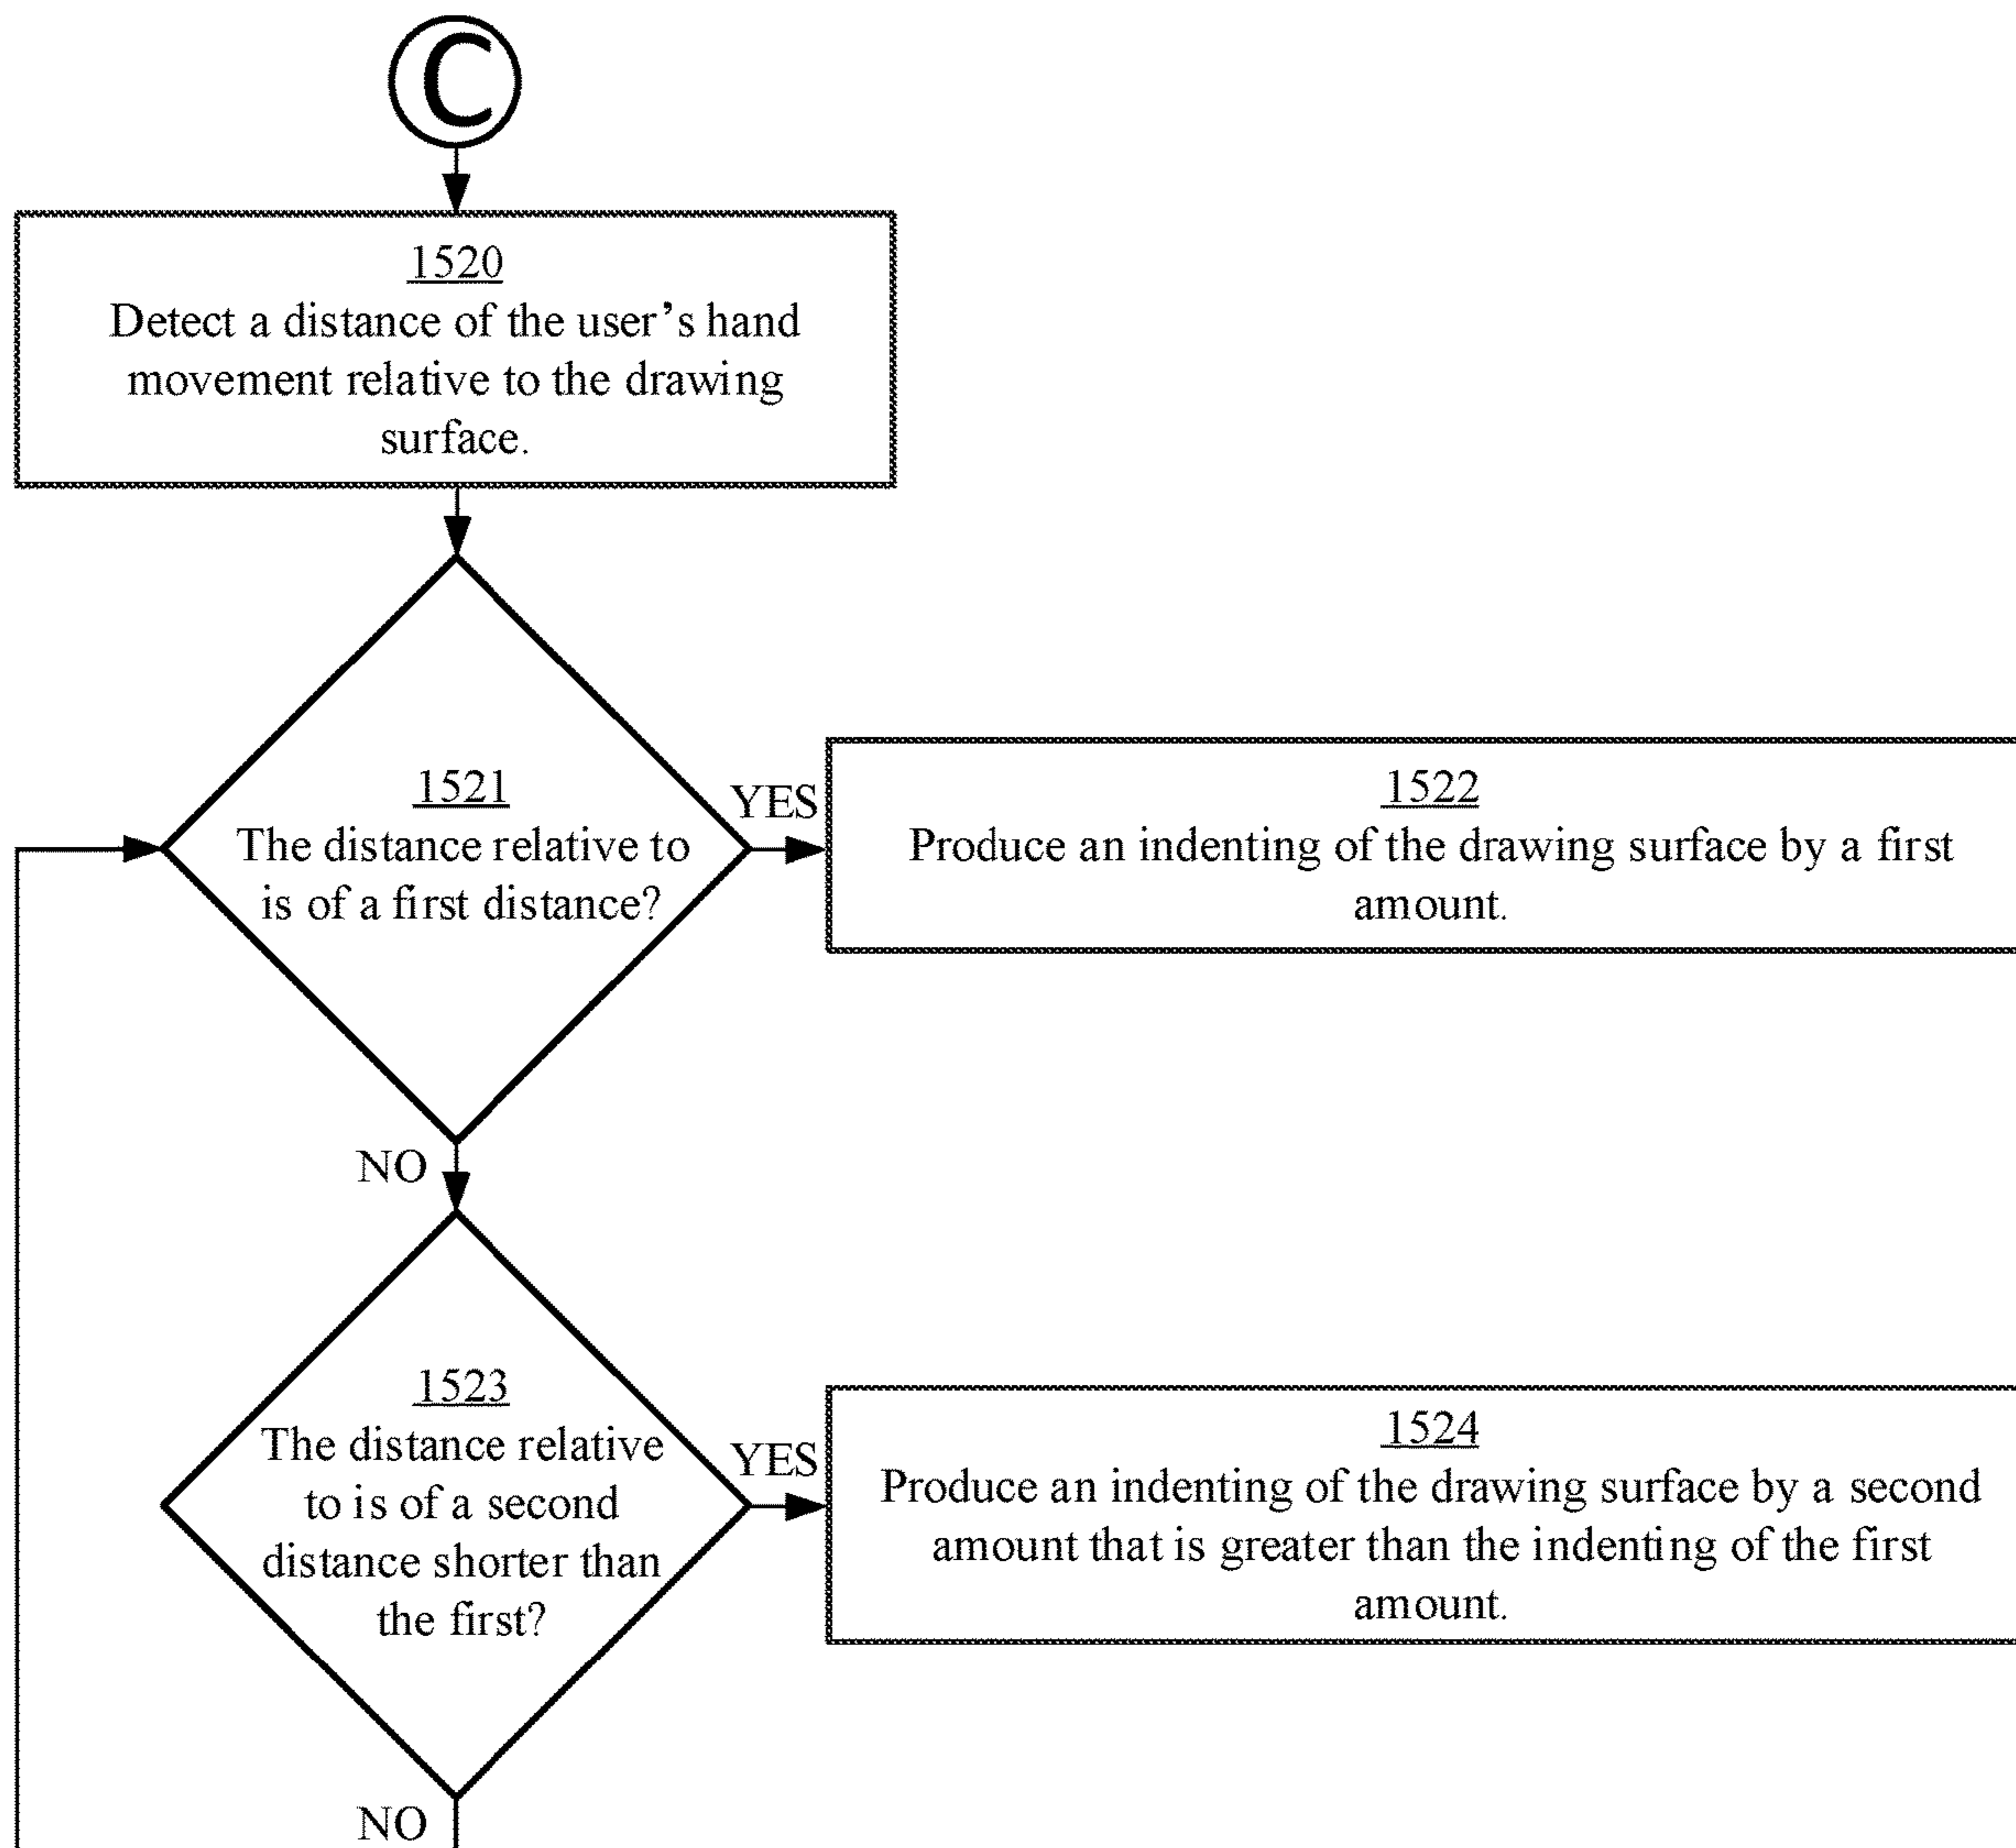 C
1520
Detect a distance of the user's hand
movement relative to the drawing
surface.
1521
The distance relative to
is of a first distance?
YES
1522
Produce an indenting of the drawing surface by a first
amount.
NO
1523
The distance relative
to is of a second
distance shorter than
the first?
YES
1524
Produce an indenting of the drawing surface by a second
amount that is greater than the indenting of the first
amount.
NO